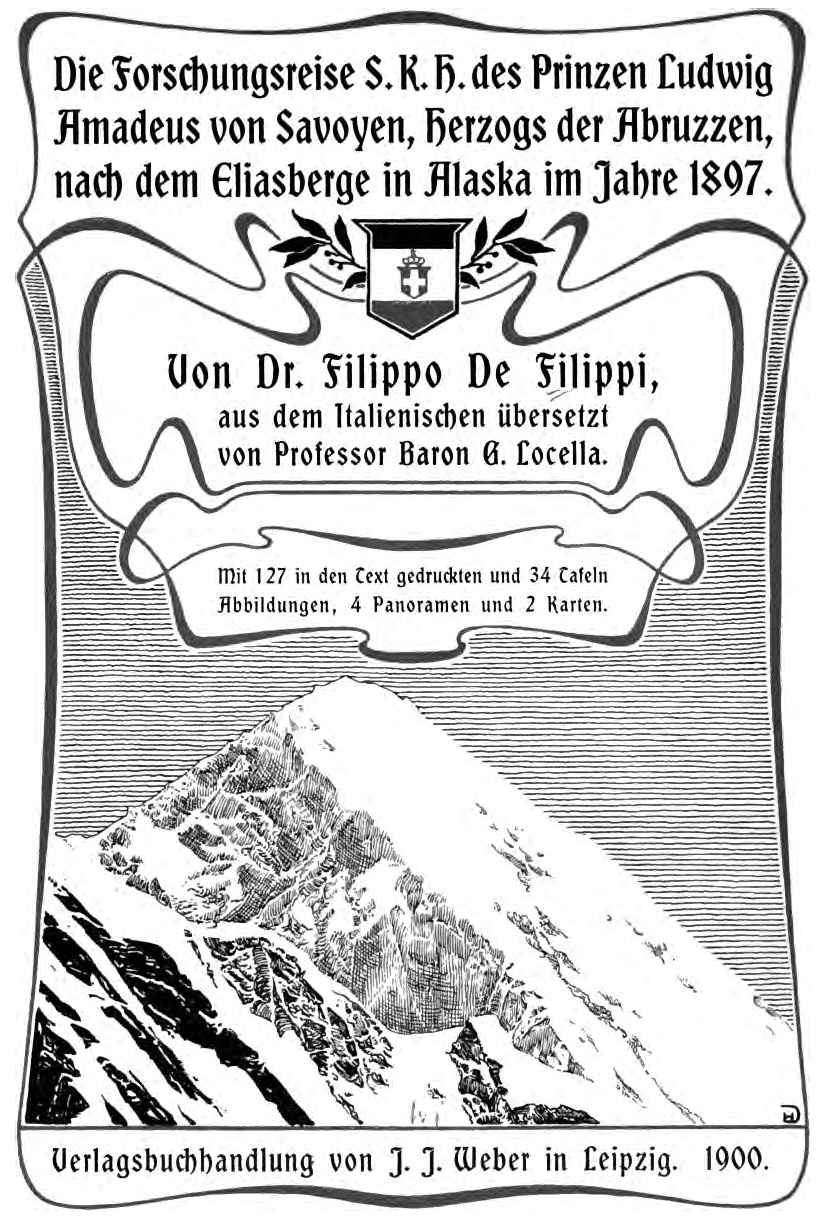 Die Forschungsreise S. K. H. des Prinzen Ludwig
Amadeus von Savoyen, Herzogs der Abruzzen,
nach dem Eliasberge in Alaska im Jahre 1897.
Von Dr. Filippo De Filippi,
aus dem Italienischen übersetzt
von Professor Baron G. Locella.
Mit 127 in den Text gedruckten und 34 Tafeln
Abbildungen, 4 Panoramen und 2 Karten.
Verlagsbuchhandlung von J. J. Weber in Leipzig. 1900.